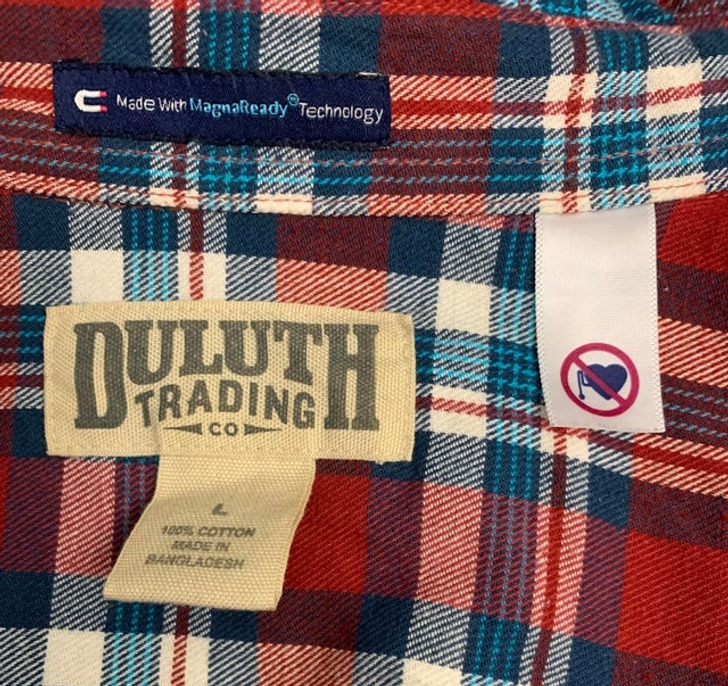 Made With MagnaReady® Technology
DULUTH
TRADING
CO
L
100% COTTON
MADE IN
BANGLADESH